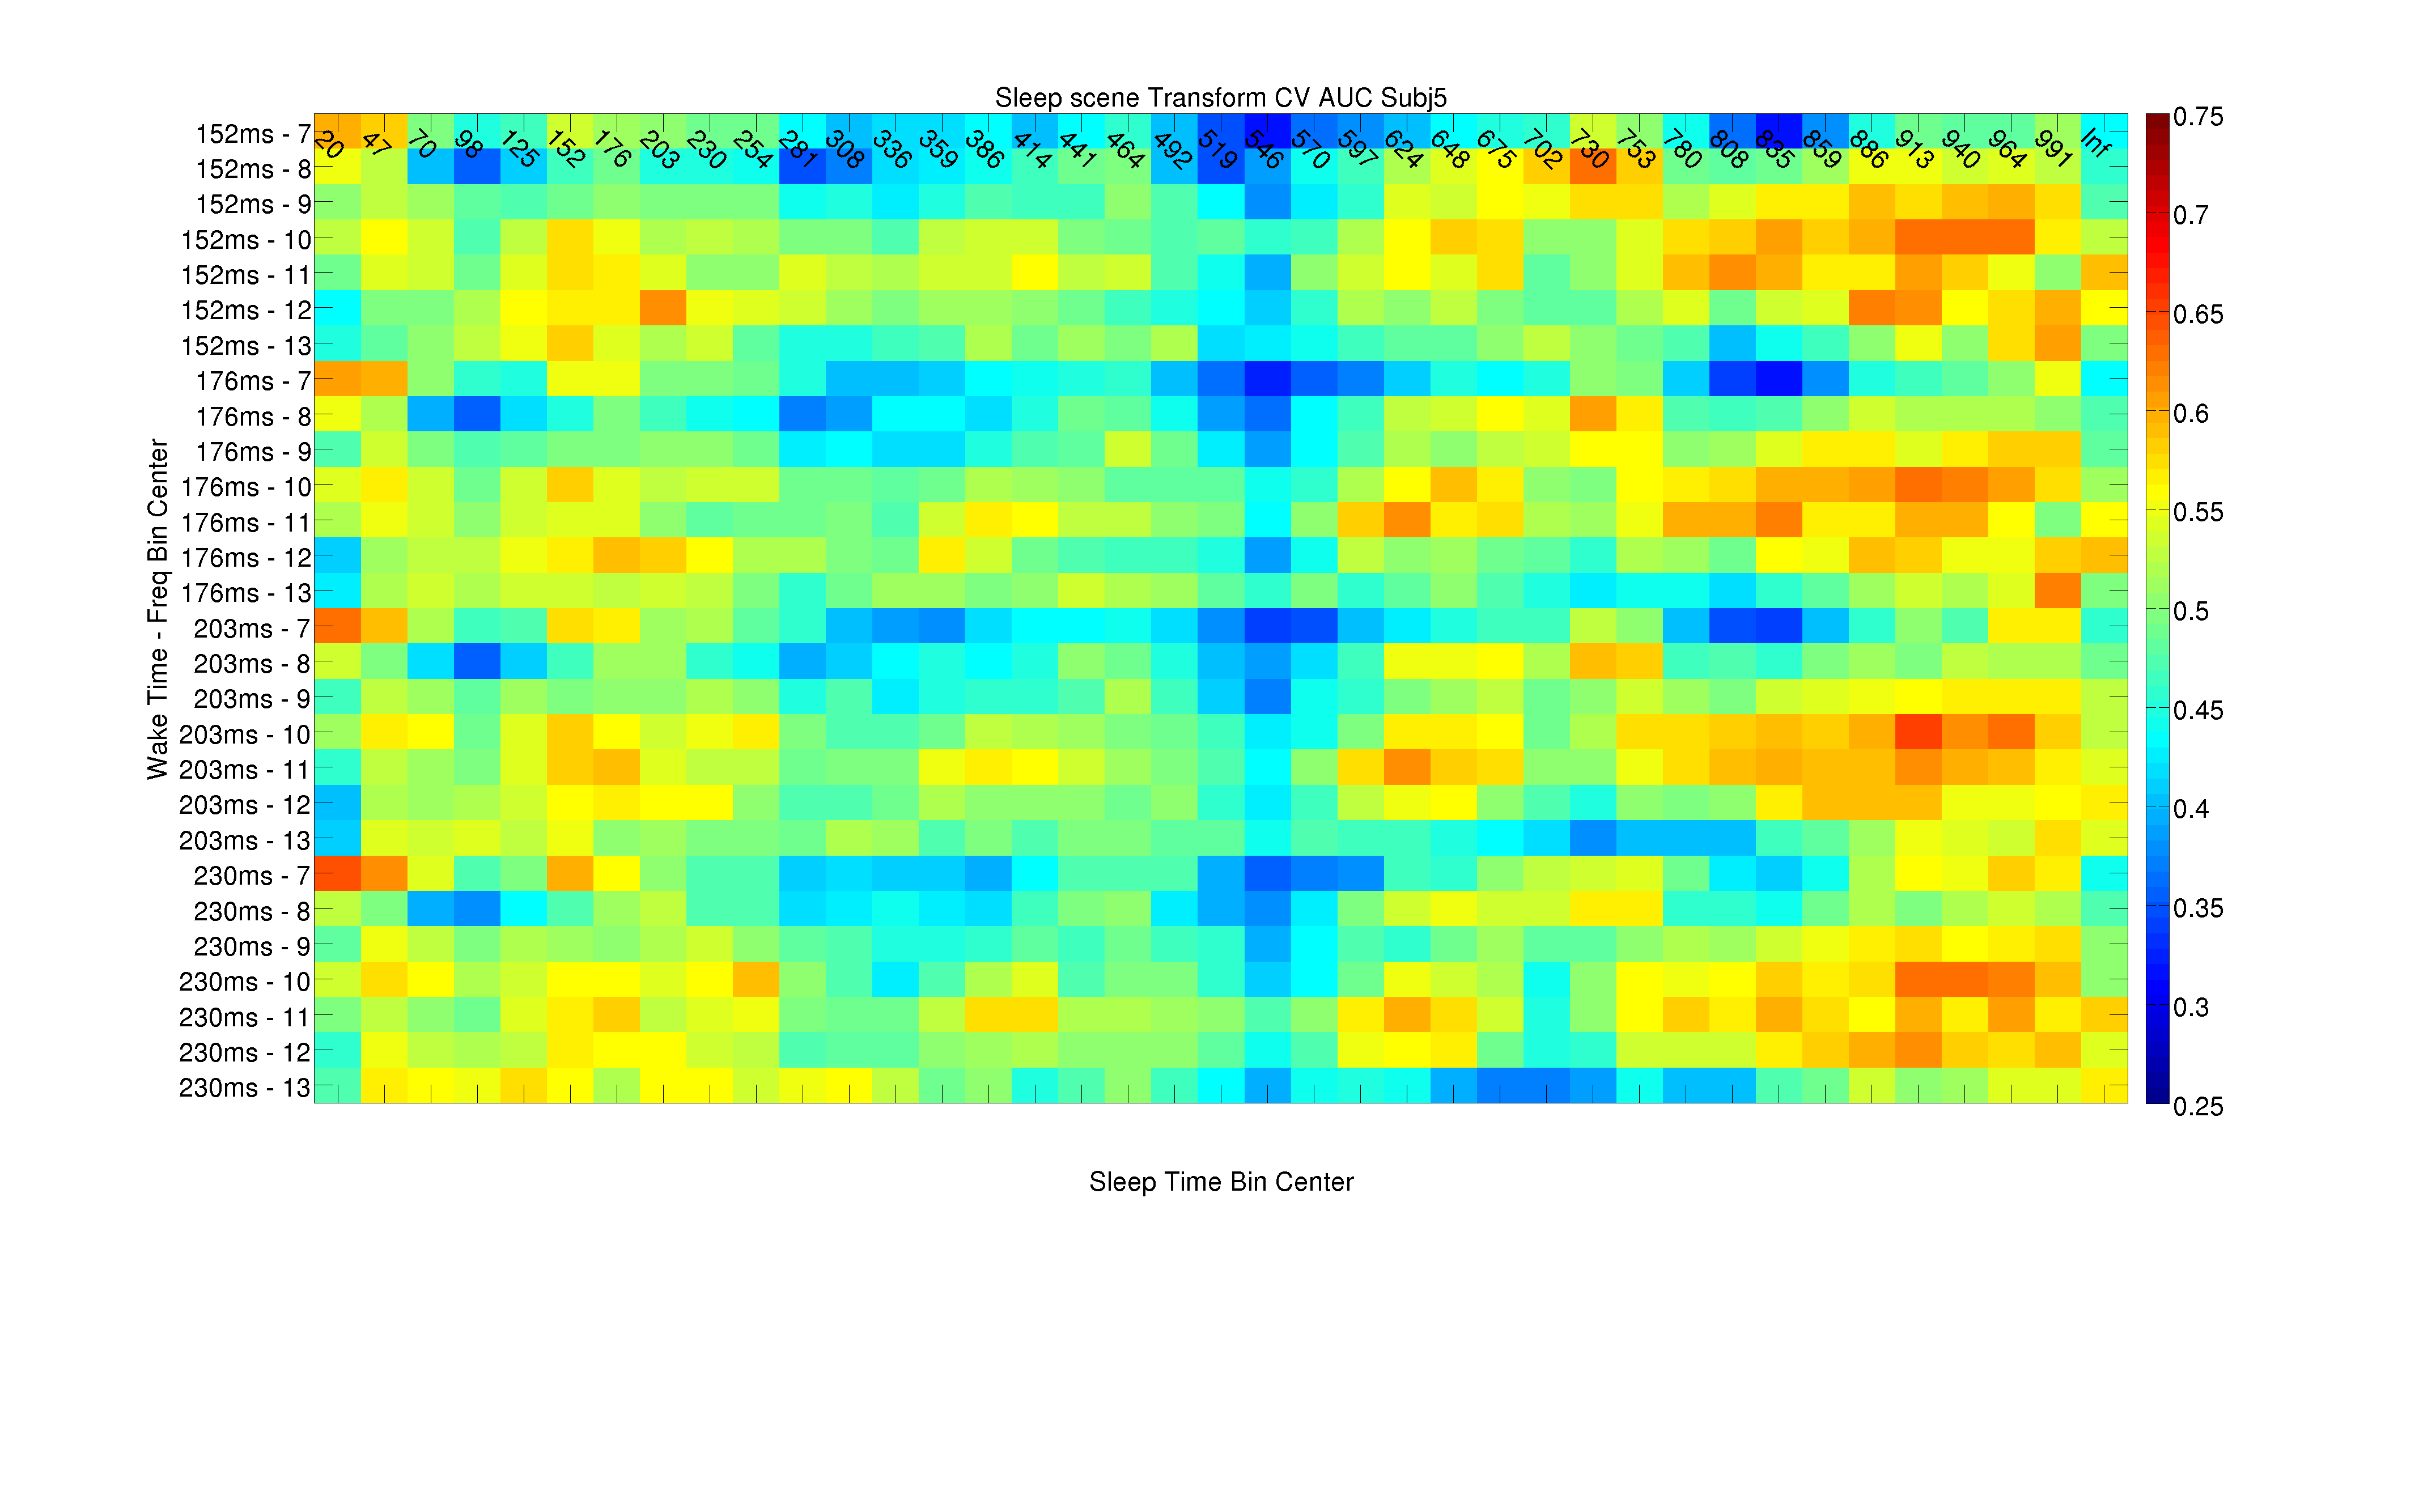 Sleep scene Transform CV AUC Subj5
20 47 70 98 125 152 176 203 230 254 281 308 336 359 386 414 441 464 492 519 546 570 597 624 648 675 702 730 753 780 808 835 859 886 913 940 964 991 Inf
Wake Time - Freq Bin Center
152ms - 7
152ms - 8
152ms - 9
152ms - 10
152ms - 11
152ms - 12
152ms - 13
176ms - 7
176ms - 8
176ms - 9
176ms - 10
176ms - 11
176ms - 12
176ms - 13
203ms - 7
203ms - 8
203ms - 9
203ms - 10
203ms - 11
203ms - 12
203ms - 13
230ms - 7
230ms - 8
230ms - 9
230ms - 10
230ms - 11
230ms - 12
230ms - 13
0.75
0.7
0.65
0.6
0.55
0.5
0.45
0.4
0.35
0.3
0.25
Sleep Time Bin Center